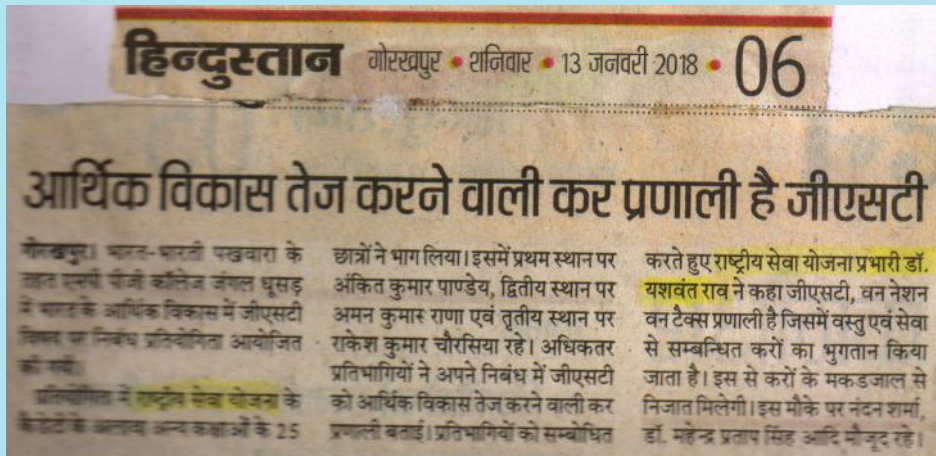 हिन्दुस्तान गोरखपुर • शनिवार • 13 जनवरी 2018 • 06
आर्थिक विकास तेज करने वाली कर प्रणाली है जीएसटी
गोरखपुर। भारत-भारती पखवारा के
तहत एमपी पीजी कॉलेज जंगल धूसड़
में भारत के आर्थिक विकास में जीएसटी
विषय पर निबंध प्रतियोगिता आयोजित
की गयी।
प्रतियोगिता में राष्ट्रीय सेवा योजना के
कैडेटों के अलावा अन्य कक्षाओं के 25
छात्रों ने भाग लिया। इसमें प्रथम स्थान पर
अंकित कुमार पाण्डेय, द्वितीय स्थान पर
अमन कुमार राणा एवं तृतीय स्थान पर
राकेश कुमार चौरसिया रहे। अधिकतर
प्रतिभागियों ने अपने निबंध में जीएसटी
को आर्थिक विकास तेज करने वाली कर
प्रणाली बताई। प्रतिभागियों को सम्बोधित
करते हुए राष्ट्रीय सेवा योजना प्रभारी डॉ.
यशवंत राव ने कहा जीएसटी, वन नेशन
वन टैक्स प्रणाली है जिसमें वस्तु एवं सेवा
से सम्बन्धित करों का भुगतान किया
जाता है। इस से करों के मकडजाल से
निजात मिलेगी। इस मौके पर नंदन शर्मा,
डॉ. महेन्द्र प्रताप सिंह आदि मौजूद रहे।